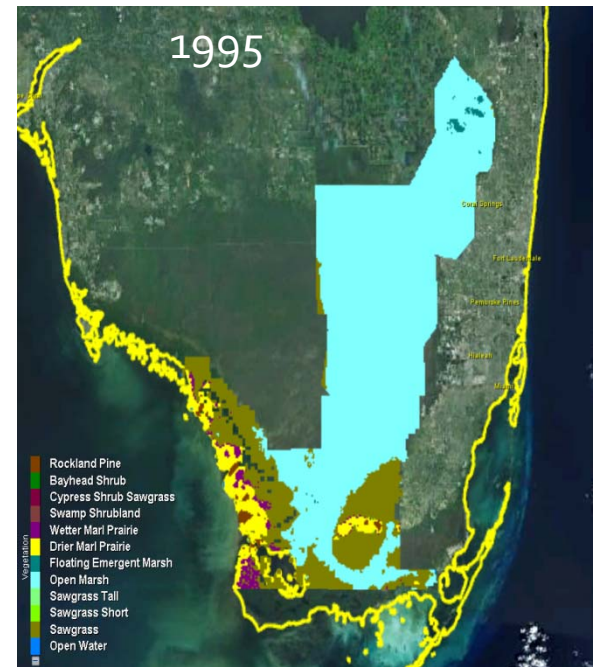 1995
Coral Springs
Fort Lauderdale
Pembroke Pines
Hialeah
Miami
Vegetation
Rockland Pine
Bayhead Shrub
Cypress Shrub Sawgrass
Swamp Shrubland
Wetter Marl Prairie
Drier Marl Prairie
Floating Emergent Marsh
Open Marsh
Sawgrass Tall
Sawgrass Short
Sawgrass
Open Water